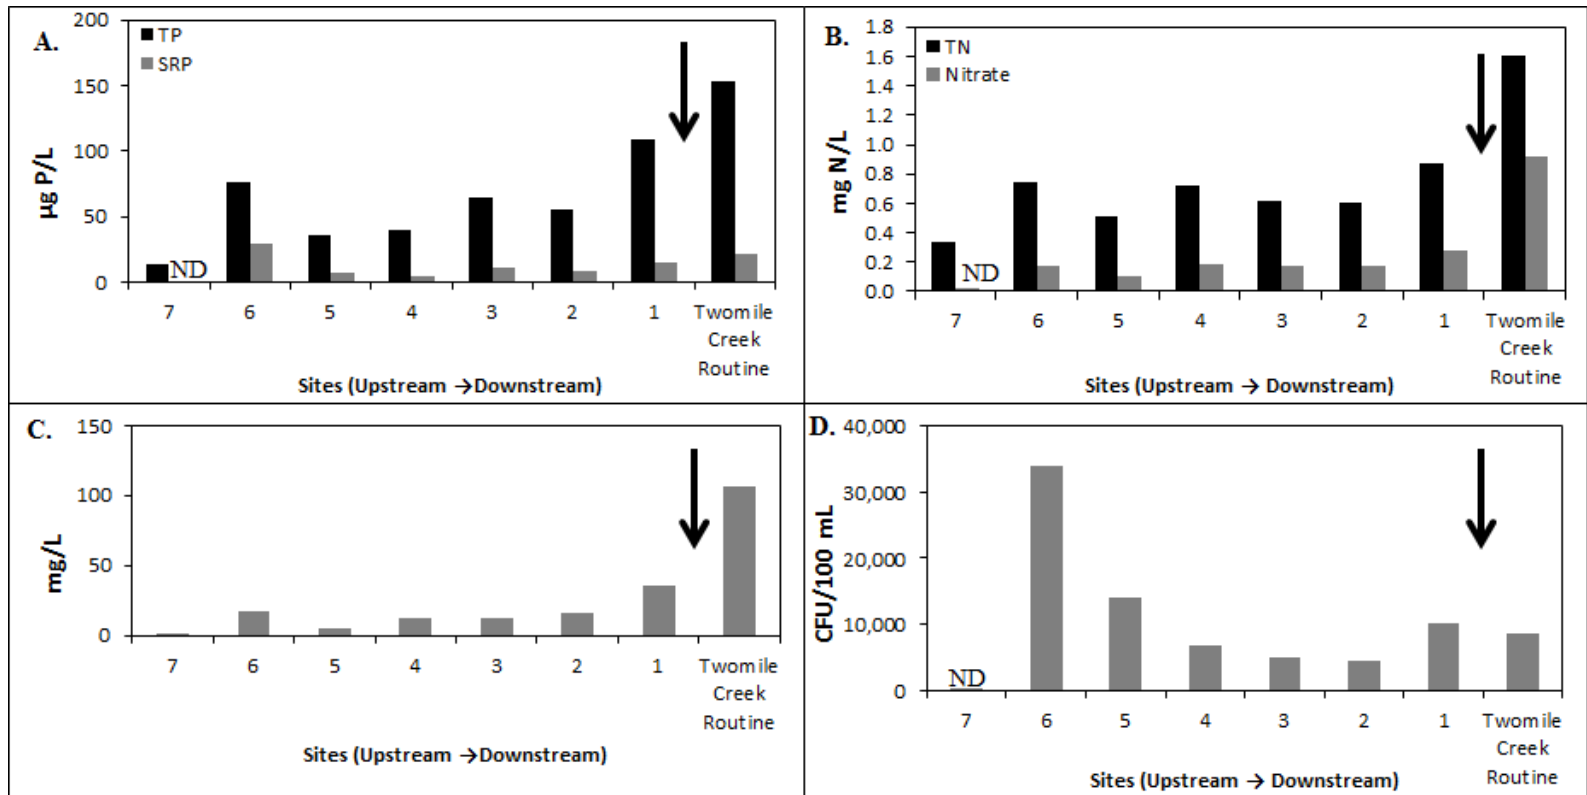 A.
TP
SRP
200
150
100
50
0
µg P/L
ND
7 6 5 4 3 2 1 Twomile
Creek
Routine
Sites (Upstream →Downstream)
B.
TN
Nitrate
1.8
1.6
1.4
1.2
1.0
0.8
0.6
0.4
0.2
0.0
mg N/L
ND
7 6 5 4 3 2 1 Twomile
Creek
Routine
Sites (Upstream → Downstream)
C.
150
100
50
0
mg/L
7 6 5 4 3 2 1 Twomile
Creek
Routine
Sites (Upstream →Downstream)
D.
40,000
30,000
20,000
10,000
0
CFU/100 mL
ND
7 6 5 4 3 2 1 Twomile
Creek
Routine
Sites (Upstream → Downstream)